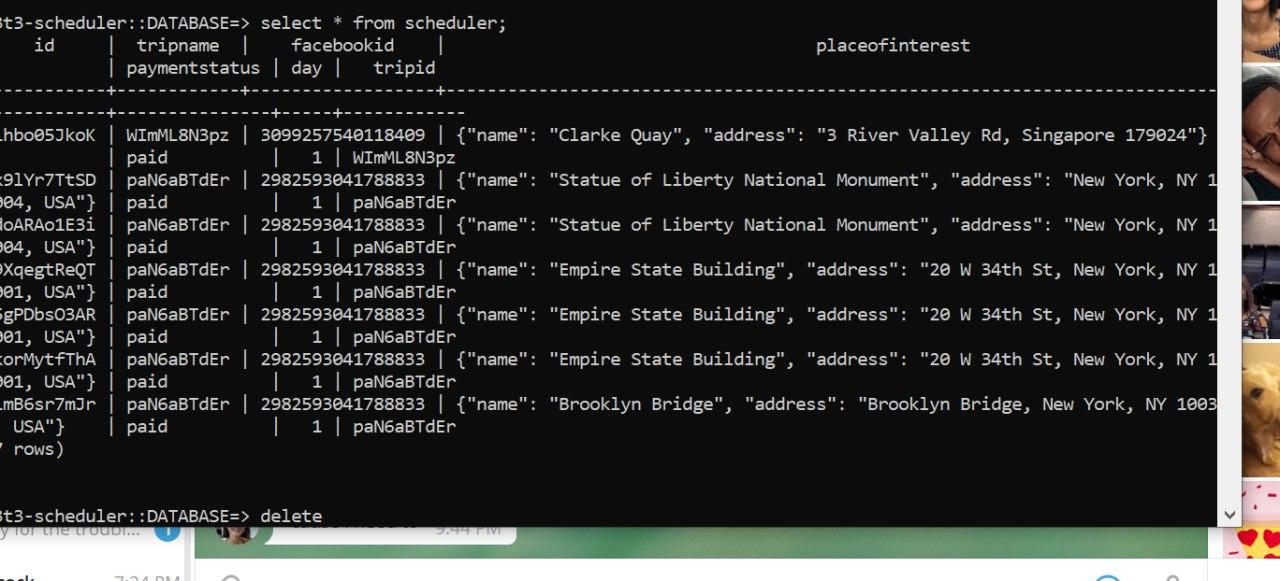 3t3-scheduler::DATABASE=> select * from scheduler;
id | tripname | facebookid | placeofinterest
| paymentstatus | day | tripid
-----------+------------+------------------+---------------------------------------------------------------------------
-----------+---------------+-----+------------
lhbo05JkoK | WImML8N3pz | 3099257540118409 | {"name": "Clarke Quay", "address": "3 River Valley Rd, Singapore 179024"}
| paid | 1 | WImML8N3pz
x9lYr7TtSD | paN6aBTdEr | 2982593041788833 | {"name": "Statue of Liberty National Monument", "address": "New York, NY 1
004, USA"} | paid | 1 | paN6aBTdEr
doARAo1E3i | paN6aBTdEr | 2982593041788833 | {"name": "Statue of Liberty National Monument", "address": "New York, NY 1
004, USA"} | paid | 1 | paN6aBTdEr
9XqegtReQT | paN6aBTdEr | 2982593041788833 | {"name": "Empire State Building", "address": "20 W 34th St, New York, NY 1
001, USA"} | paid | 1 | paN6aBTdEr
5gPDbsO3AR | paN6aBTdEr | 2982593041788833 | {"name": "Empire State Building", "address": "20 W 34th St, New York, NY 1
001, USA"} | paid | 1 | paN6aBTdEr
korMytfThA | paN6aBTdEr | 2982593041788833 | {"name": "Empire State Building", "address": "20 W 34th St, New York, NY 1
001, USA"} | paid | 1 | paN6aBTdEr
lmB6sr7mJr | paN6aBTdEr | 2982593041788833 | {"name": "Brooklyn Bridge", "address": "Brooklyn Bridge, New York, NY 1003
USA"} | paid | 1 | paN6aBTdEr
7 rows)
3t3-scheduler::DATABASE=> delete
y for the troubl... 9:44 PM
7:24 PM